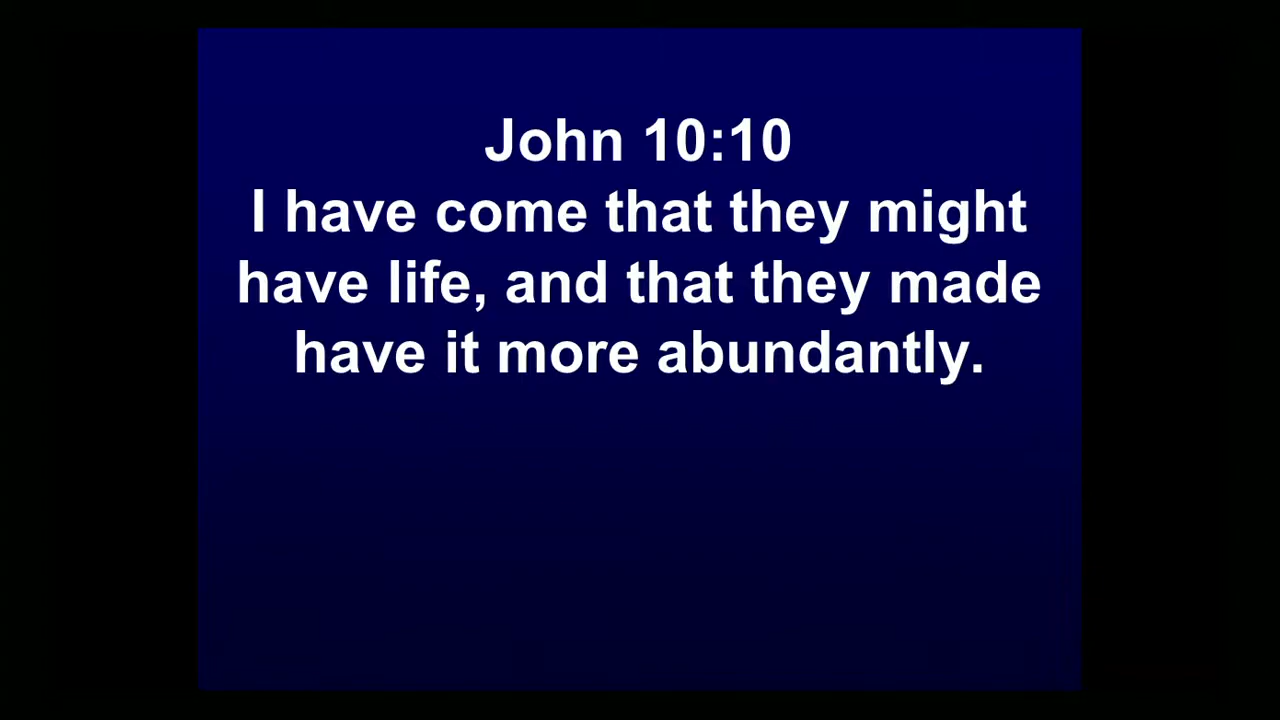 John 10:10
I have come that they might
have life, and that they made
have it more abundantly.